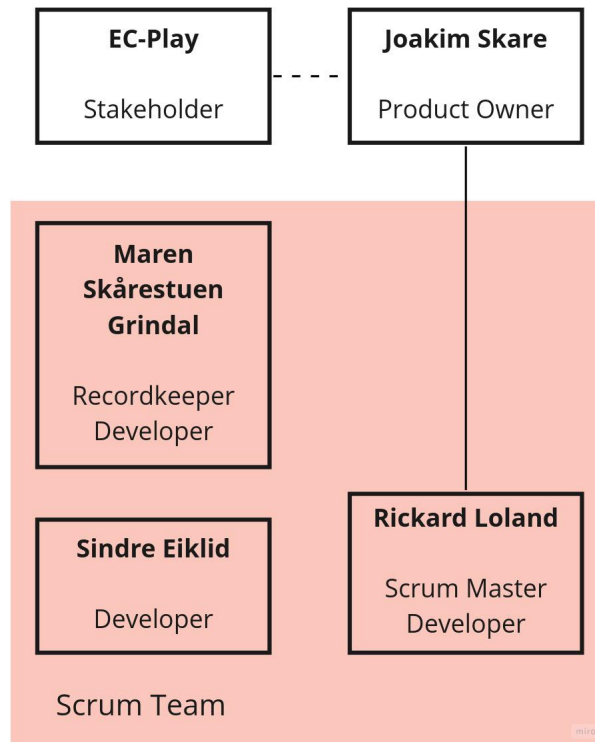 EC-Play
Stakeholder
Joakim Skare
Product Owner
Maren
Skårestuen
Grindal
Recordkeeper
Developer
Sindre Eiklid
Developer
Rickard Loland
Scrum Master
Developer
Scrum Team
miro